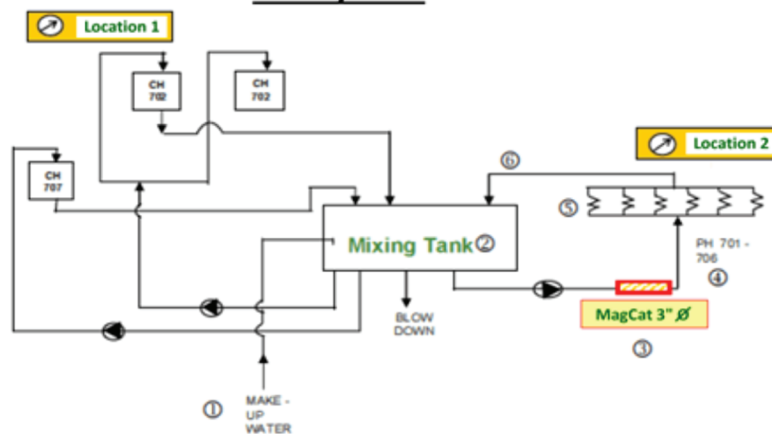 Location 1
CH
702
CH
702
Location 2
CH
707
⑥
⑤
Mixing Tank②
PH 701 -
706
④
MagCat 3" Ø
③
BLOW
DOWN
①
MAKE -
UP
WATER